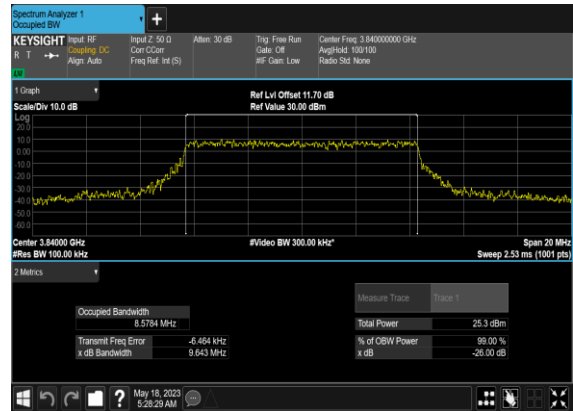 Spectrum Analyzer 1
Occupied BW
+
KEYSIGHT Input: RF Input Z: 50 Ω Atten: 30 dB Trig: Free Run Center Freq: 3.840000000 GHz
R T Coupling: DC Corr CCorr Gate: Off Avg|Hold: 100/100
Align: Auto Freq Ref: Int (S) #IF Gain: Low Radio Std: None
1 Graph
Ref Lvl Offset 11.70 dB
Scale/Div 10.0 dB Ref Value 30.00 dBm
Log
20.0
10.0
0.00
-10.0
-20.0
-30.0
-40.0
-50.0
-60.0
Center 3.84000 GHz #Video BW 300.00 kHz* Span 20 MHz
#Res BW 100.00 kHz Sweep 2.53 ms (1001 pts)
2 Metrics
Measure Trace Trace 1
Occupied Bandwidth
8.5784 MHz Total Power 25.3 dBm
Transmit Freq Error -6.464 kHz % of OBW Power 99.00 %
x dB Bandwidth 9.643 MHz x dB -26.00 dB
? May 18, 2023
5:28:29 AM